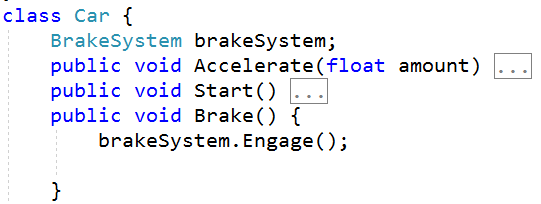 class Car {
BrakeSystem brakeSystem;
public void Accelerate(float amount) ...
public void Start() ...
public void Brake() {
brakeSystem.Engage();
}